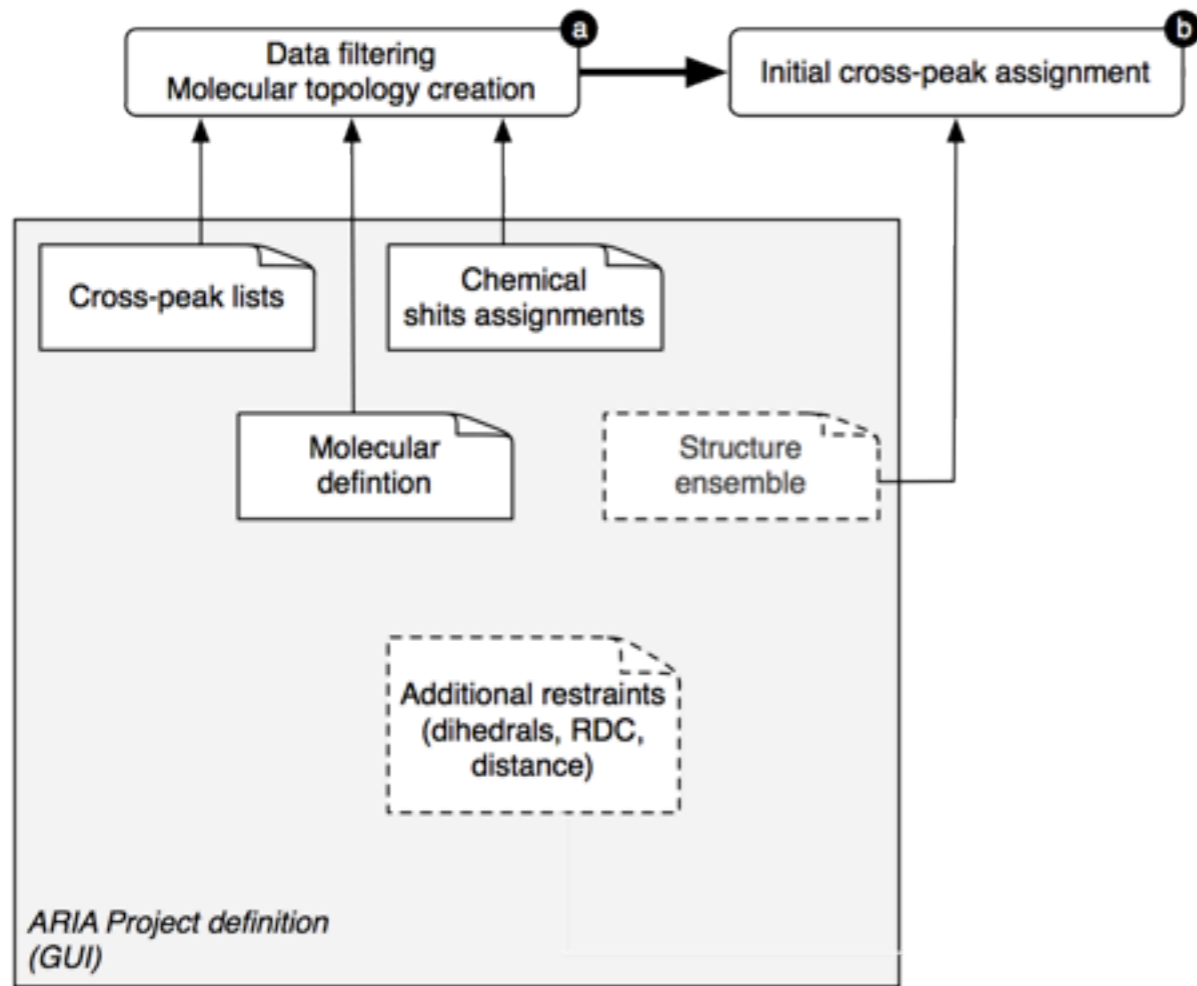 a
Data filtering
Molecular topology creation
b
Initial cross-peak assignment
Cross-peak lists
Chemical
shits assignments
Molecular
defintion
Structure
ensemble
Additional restraints
(dihedrals, RDC,
distance)
ARIA Project definition
(GUI)